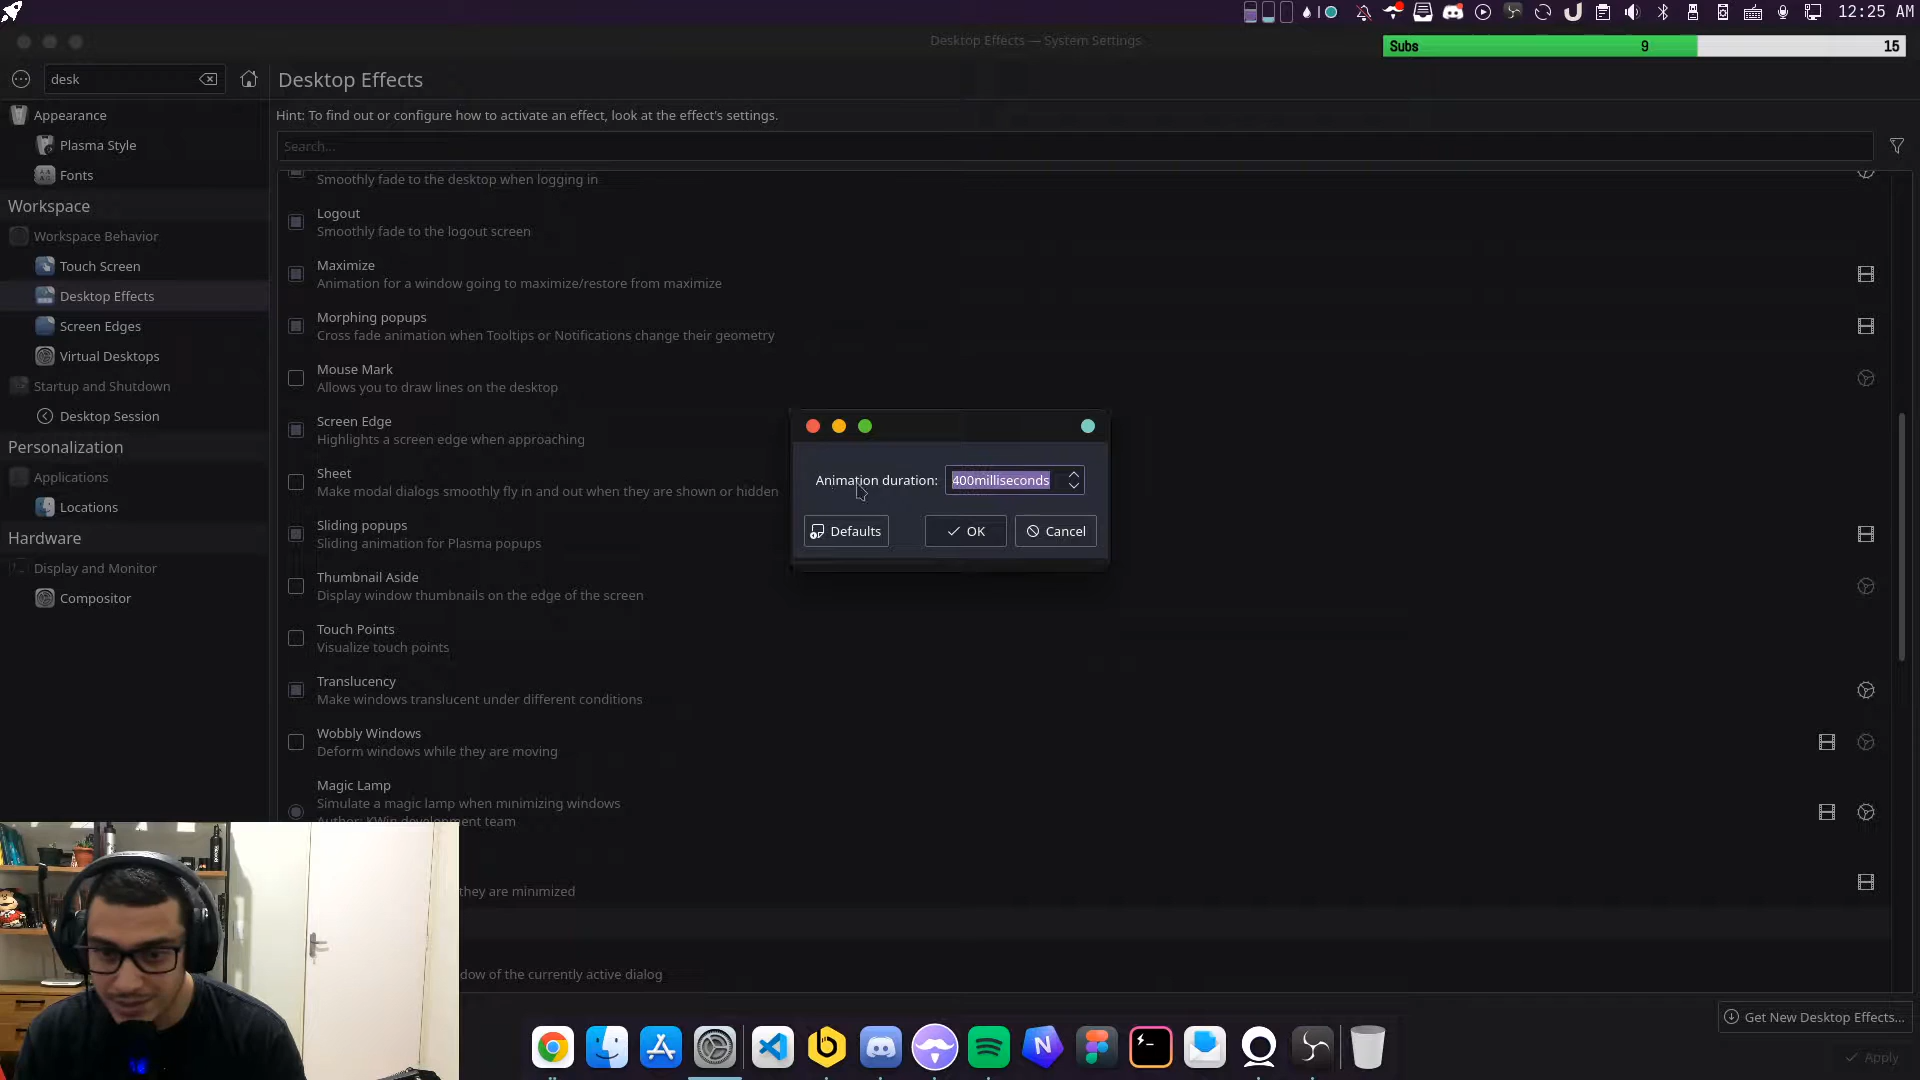 12:25 AM
Desktop Effects — System Settings
Subs 9 15
desk
Desktop Effects
Appearance
Hint: To find out or configure how to activate an effect, look at the effect's settings.
Plasma Style
Search...
Fonts
Smoothly fade to the desktop when logging in
Workspace
Logout
Workspace Behavior
Smoothly fade to the logout screen
Touch Screen
Maximize
Animation for a window going to maximize/restore from maximize
Desktop Effects
Morphing popups
Screen Edges
Cross fade animation when Tooltips or Notifications change their geometry
Virtual Desktops
Mouse Mark
Startup and Shutdown
Allows you to draw lines on the desktop
Desktop Session
Screen Edge
Highlights a screen edge when approaching
Personalization
Sheet
Applications
Make modal dialogs smoothly fly in and out when they are shown or hidden
Animation duration: 400milliseconds
Locations
Sliding popups
Defaults OK Cancel
Hardware
Sliding animation for Plasma popups
Display and Monitor
Thumbnail Aside
Compositor
Display window thumbnails on the edge of the screen
Touch Points
Visualize touch points
Translucency
Make windows translucent under different conditions
Wobbly Windows
Deform windows while they are moving
Magic Lamp
Simulate a magic lamp when minimizing windows
Author: KWin development team
they are minimized
dow of the currently active dialog
Get New Desktop Effects...
Apply